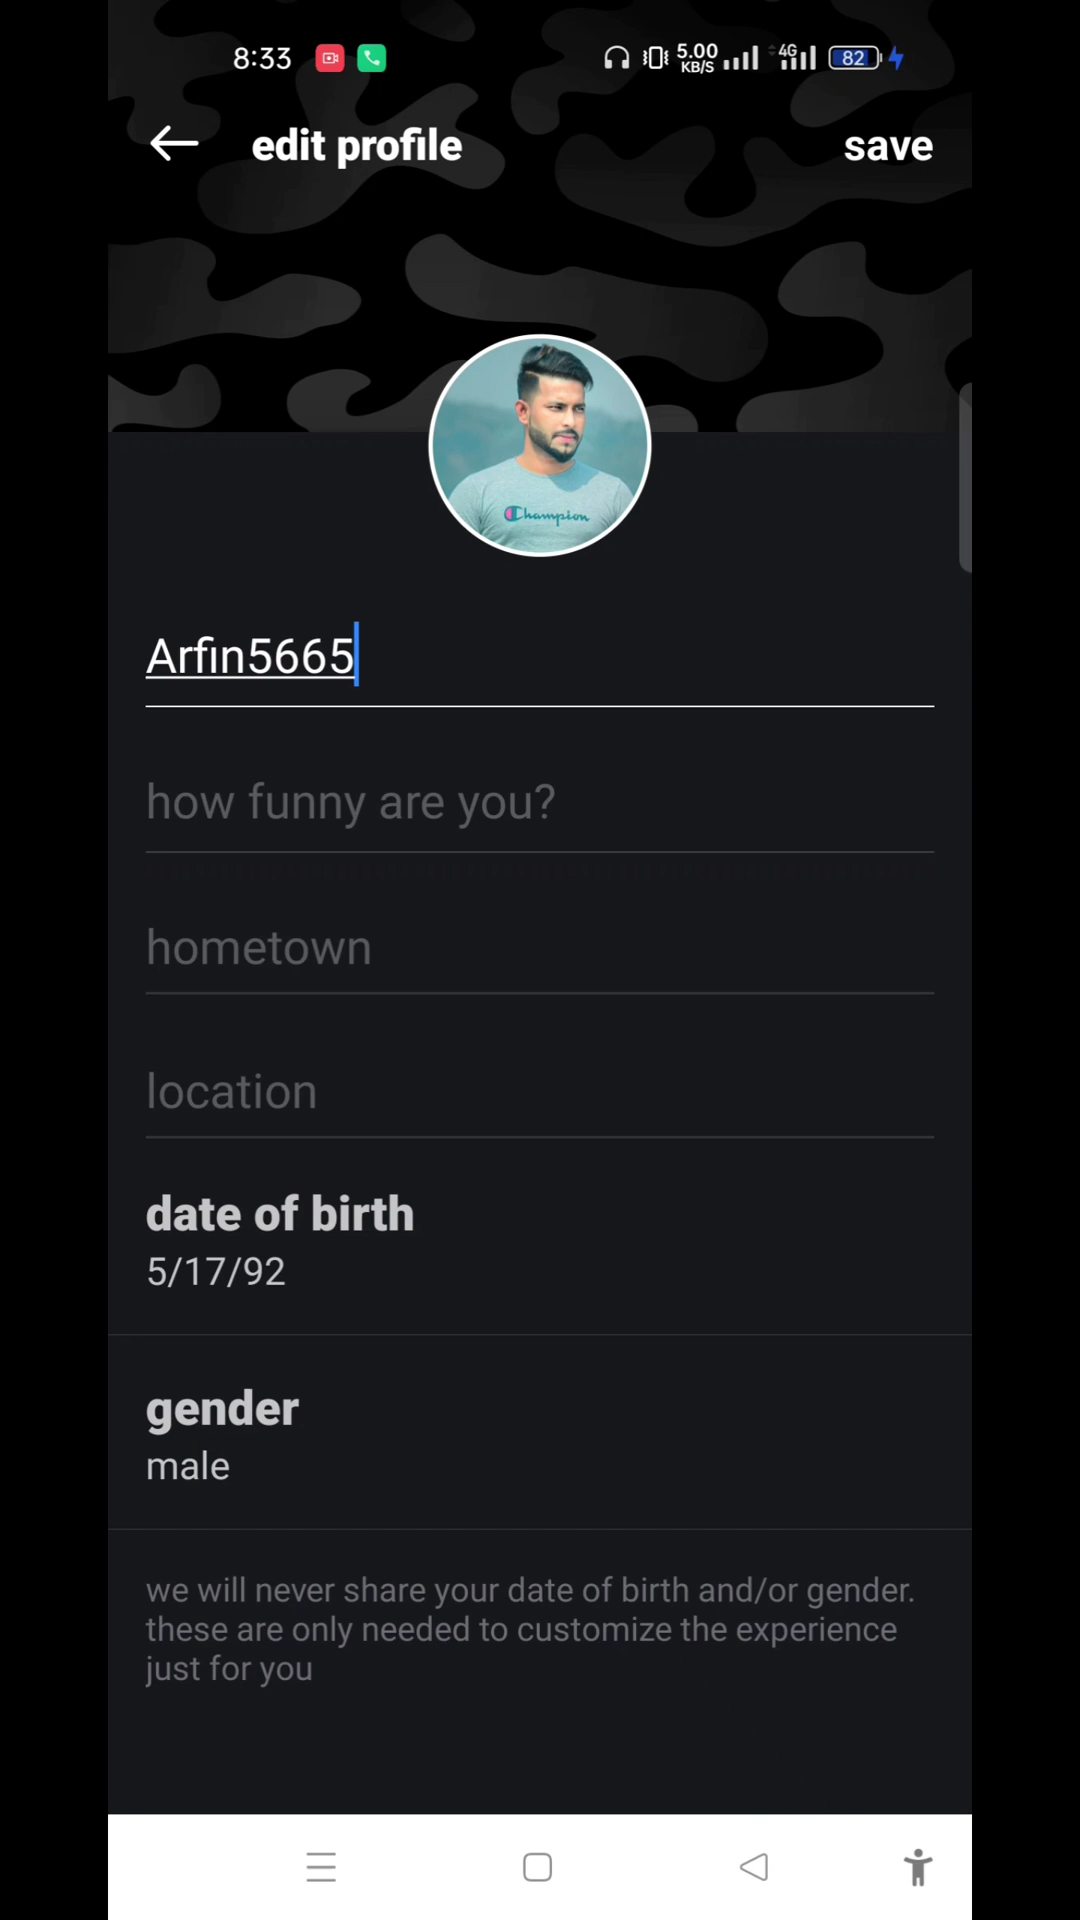 8:33
5.00
KB/S
4G
82
edit profile
save
Champion
Arfin5665
how funny are you?
hometown
location
date of birth
5/17/92
gender
male
we will never share your date of birth and/or gender.
these are only needed to customize the experience
just for you